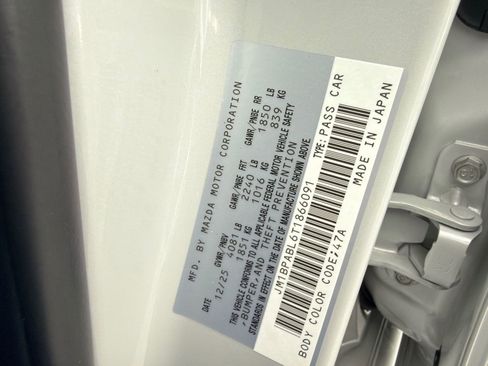 MFD. BY MAZDA MOTOR CORPORATION
DATE GVWR/PNBV GAWR/PNBE FRT GAWR/PNBE RR
12/25 4081 LB 2240 LB 1850 LB
1851 KG 1016 KG 839 KG
THIS VEHICLE CONFORMS TO ALL APPLICABLE FEDERAL MOTOR VEHICLE SAFETY
/BUMPER,AND THEFT PREVENTION
STANDARDS IN EFFECT ON THE DATE OF MANUFACTURE SHOWN ABOVE
JM1BPABL6T1866091 TYPE:PASS CAR
BODY COLOR CODE:47A MADE IN JAPAN